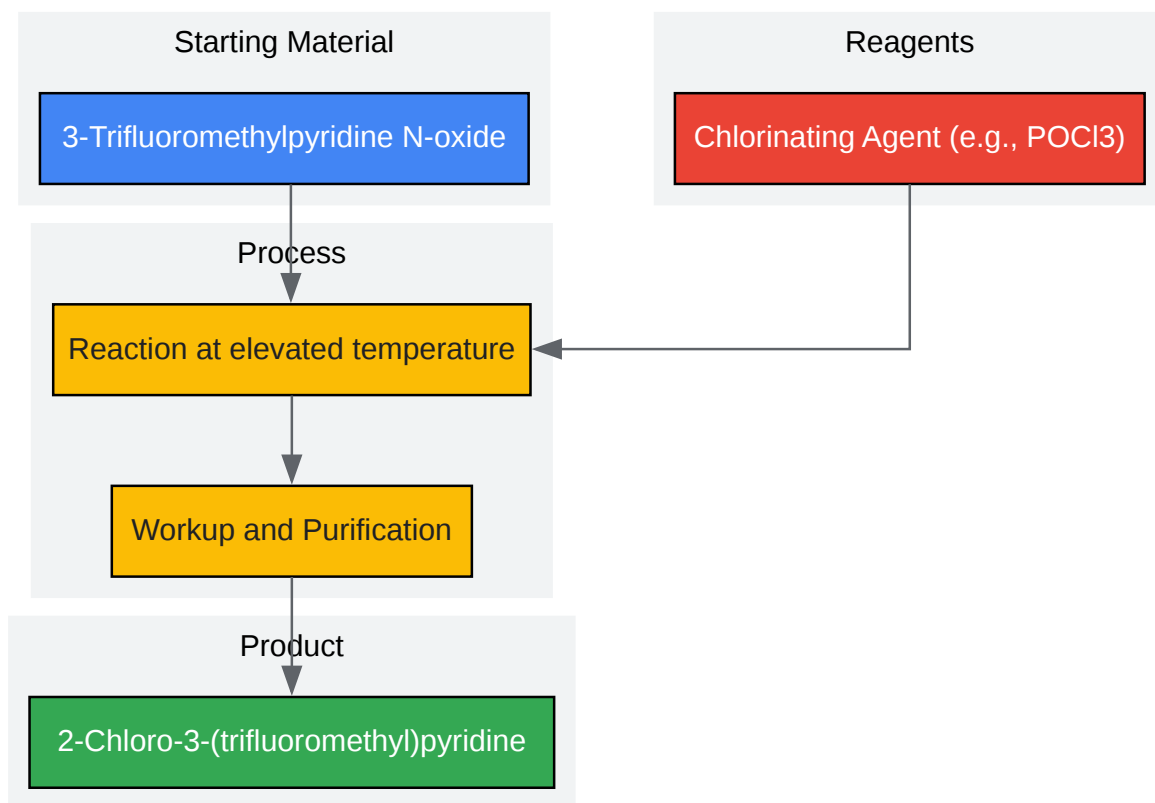 Starting Material
Reagents
3-Trifluoromethylpyridine N-oxide
Chlorinating Agent (e.g., POCl3)
Process
Reaction at elevated temperature
Workup and Purification
Product
2-Chloro-3-(trifluoromethyl)pyridine